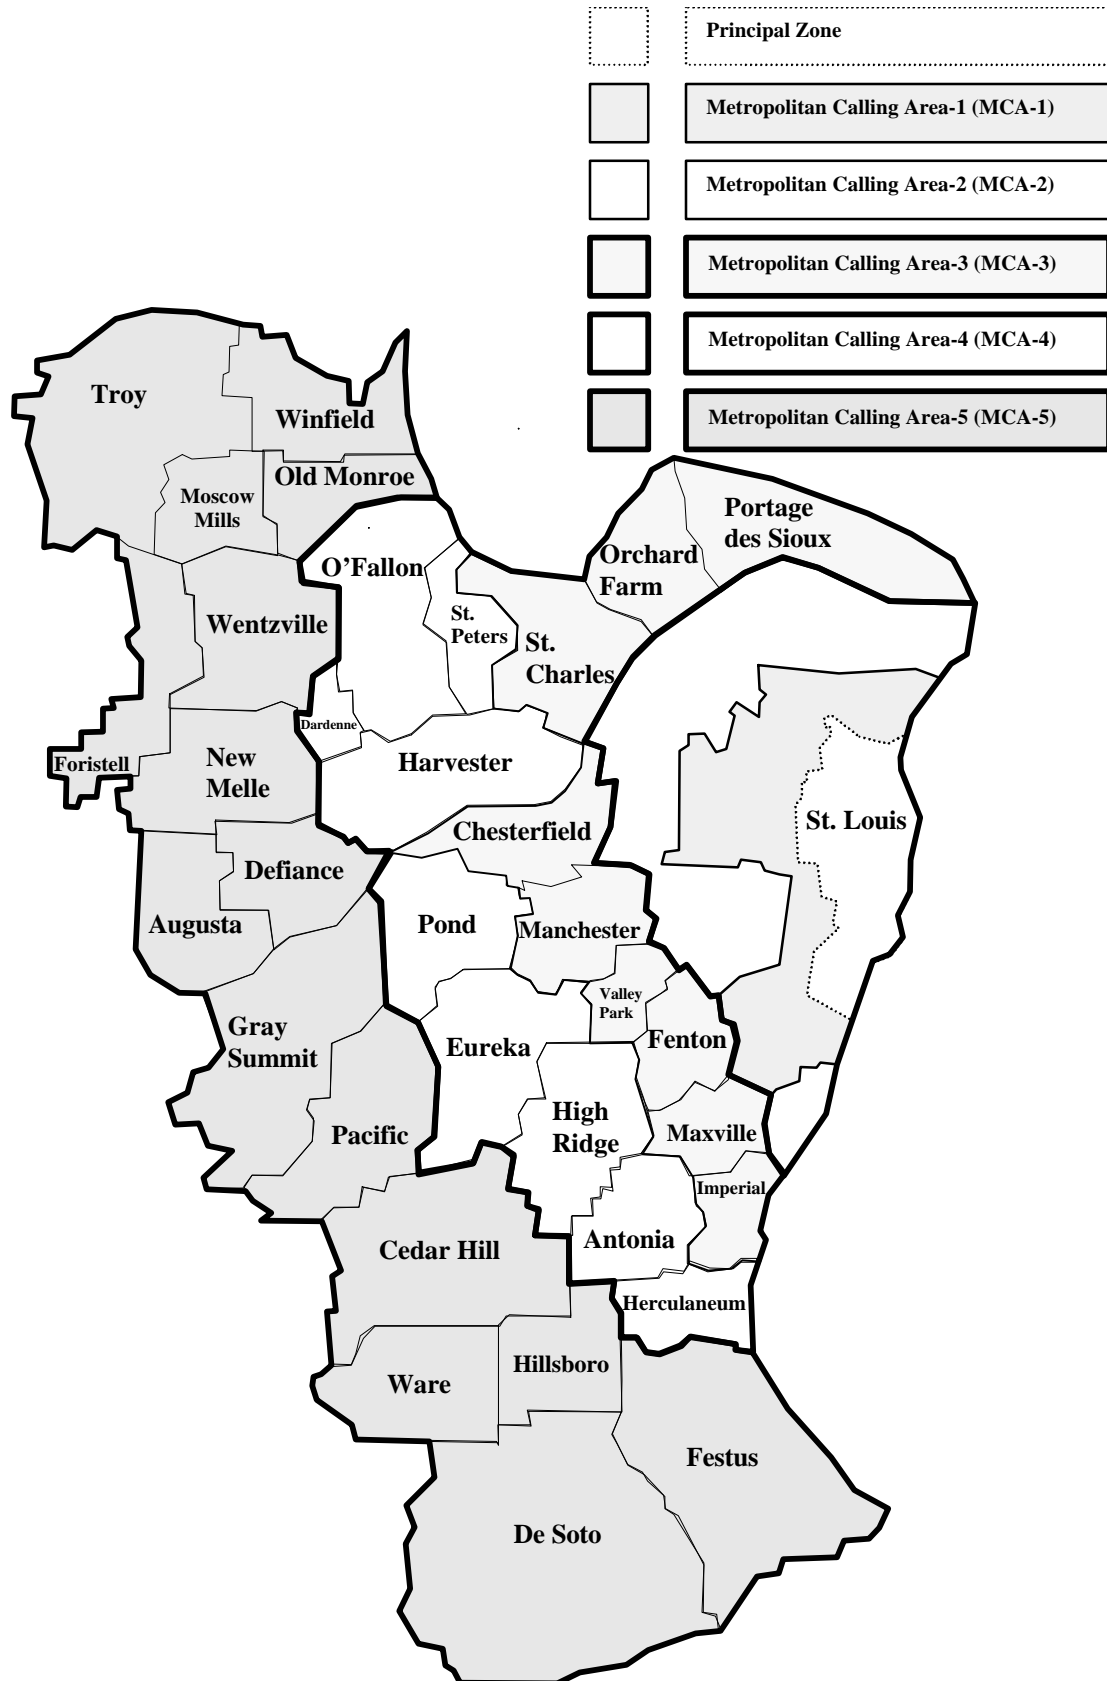 Principal Zone
Metropolitan Calling Area-1 (MCA-1)
Metropolitan Calling Area-2 (MCA-2)
Metropolitan Calling Area-3 (MCA-3)
Metropolitan Calling Area-4 (MCA-4)
Metropolitan Calling Area-5 (MCA-5)
Troy
Winfield
Old Monroe
Moscow
Mills
Portage
des Sioux
Orchard
Farm
O'Fallon
St.
Peters
Wentzville
St.
Charles
Dardenne
Foristell
New
Melle
Harvester
St. Louis
Chesterfield
Defiance
Augusta
Pond
Manchester
Valley
Park
Gray
Summit
Eureka
Fenton
High
Ridge
Pacific
Maxville
Imperial
Cedar Hill
Antonia
Herculaneum
Hillsboro
Ware
Festus
De Soto